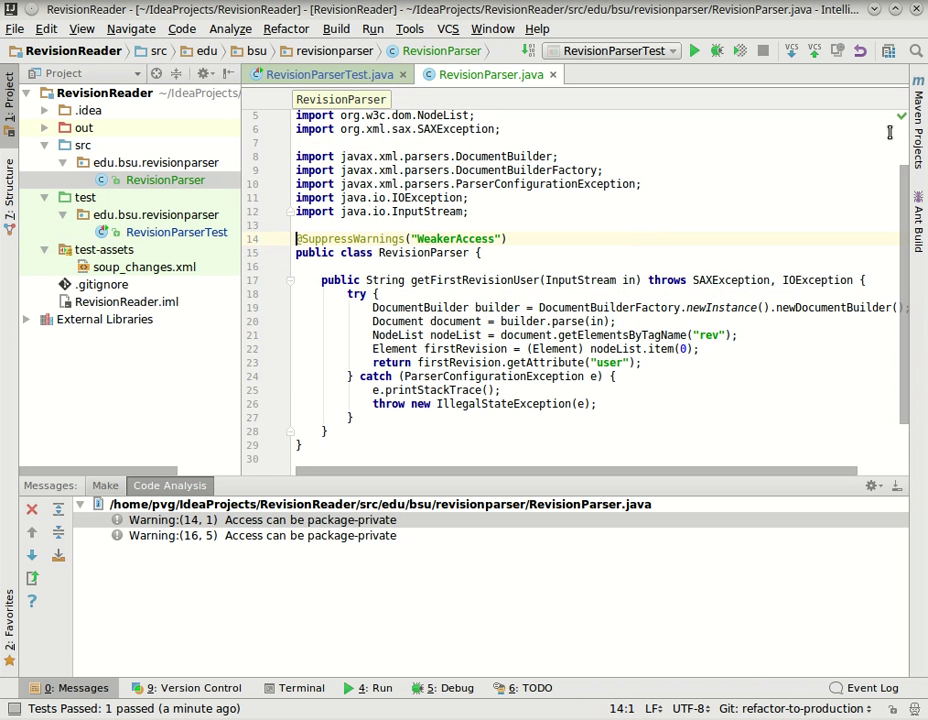 RevisionReader - [~/IdeaProjects/RevisionReader] - [RevisionReader] - ~/IdeaProjects/RevisionReader/src/edu/bsu/revisionparser/RevisionParser.java - Intelli...
File Edit View Navigate Code Analyze Refactor Build Run Tools VCS Window Help
RevisionReader src edu bsu revisionparser RevisionParser RevisionParserTest VCS VCS
Project RevisionParserTest.java RevisionParser.java
1: Project
7: Structure
2: Favorites
RevisionReader ~/IdeaProjects/
.idea
out
src
edu.bsu.revisionparser
RevisionParser
test
edu.bsu.revisionparser
RevisionParserTest
test-assets
soup_changes.xml
.gitignore
RevisionReader.iml
External Libraries
RevisionParser
5 import org.w3c.dom.NodeList;
6 import org.xml.sax.SAXException;
7
8 import javax.xml.parsers.DocumentBuilder;
9 import javax.xml.parsers.DocumentBuilderFactory;
10 import javax.xml.parsers.ParserConfigurationException;
11 import java.io.IOException;
12 import java.io.InputStream;
13
14 @SuppressWarnings("WeakerAccess")
15 public class RevisionParser {
16
17 public String getFirstRevisionUser(InputStream in) throws SAXException, IOException {
18 try {
19 DocumentBuilder builder = DocumentBuilderFactory.newInstance().newDocumentBuilder();
20 Document document = builder.parse(in);
21 NodeList nodeList = document.getElementsByTagName("rev");
22 Element firstRevision = (Element) nodeList.item(0);
23 return firstRevision.getAttribute("user");
24 } catch (ParserConfigurationException e) {
25 e.printStackTrace();
26 throw new IllegalStateException(e);
27 }
28 }
29 }
30
Maven Projects
Ant Build
Messages: Make Code Analysis
/home/pvg/IdeaProjects/RevisionReader/src/edu/bsu/revisionparser/RevisionParser.java
Warning:(14, 1) Access can be package-private
Warning:(16, 5) Access can be package-private
0: Messages 9: Version Control Terminal 4: Run 5: Debug 6: TODO Event Log
Tests Passed: 1 passed (a minute ago) 14:1 LF UTF-8 Git: refactor-to-production